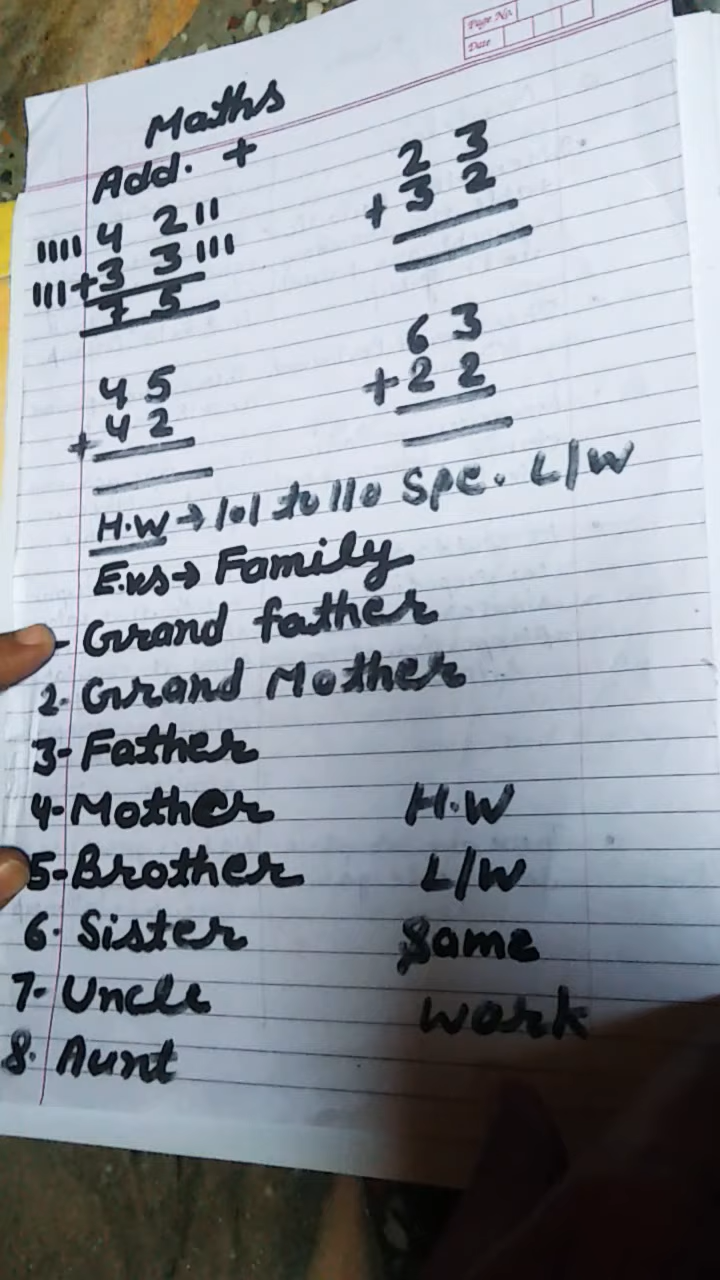 Page No.
Date
Maths
Add. +
|||| 4 2 ||
||| + 3 3 |||
7 5
2 3
+ 3 2
4 5
+ 4 2
6 3
+ 2 2
H.W → 101 to 110 Spe. L/W
E.vs → Family
- Grand father
2. Grand Mother
3- Father
4- Mother
5- Brother
6. Sister
7- Uncle
8. Aunt
H.W
L/W
Same
work